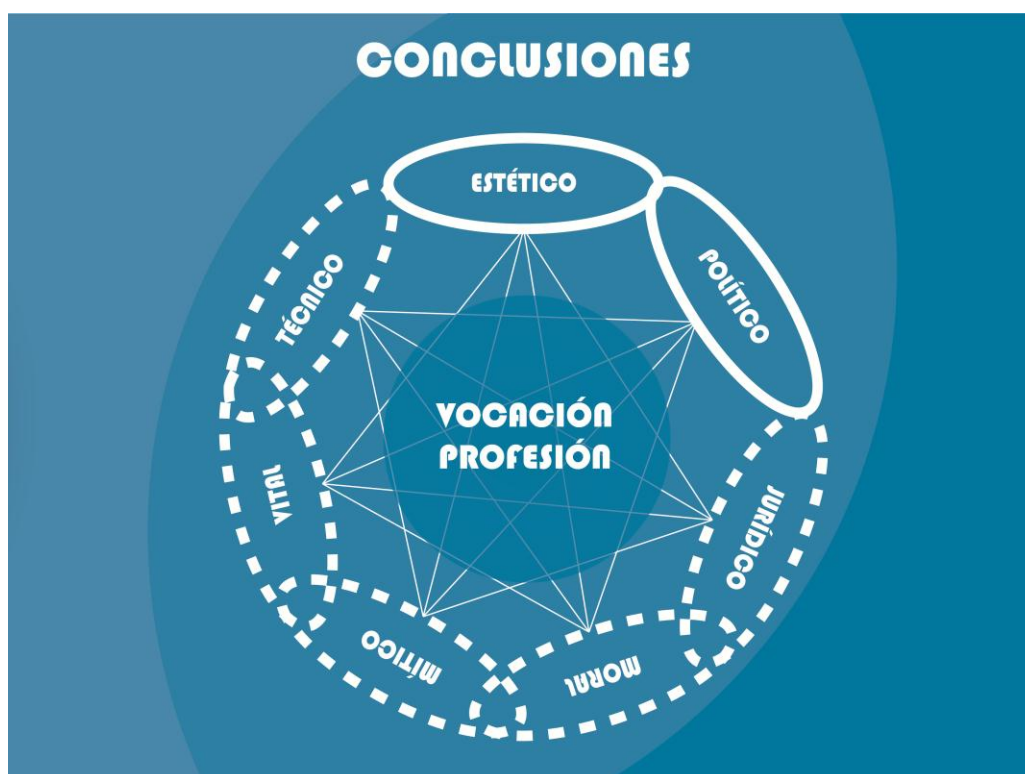 CONCLUSIONES
ESTÉTICO
POLÍTICO
JURÍDICO
MORAL
MÍTICO
VITAL
TÉCNICO
VOCACIÓN
PROFESIÓN